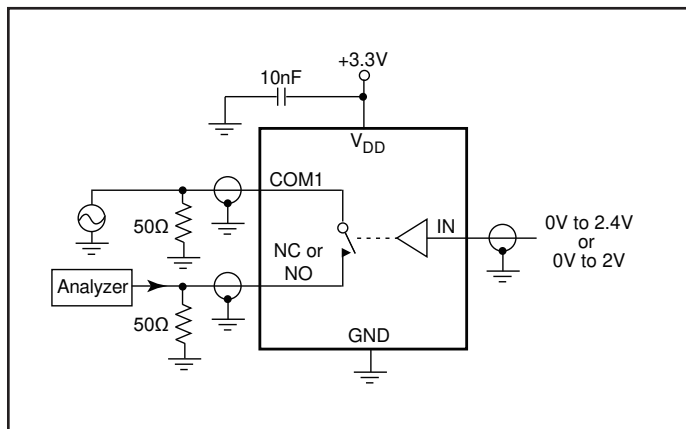 +3.3V
10nF
VDD
COM1
50Ω
NC or
NO
IN
0V to 2.4V
or
0V to 2V
Analyzer
50Ω
GND